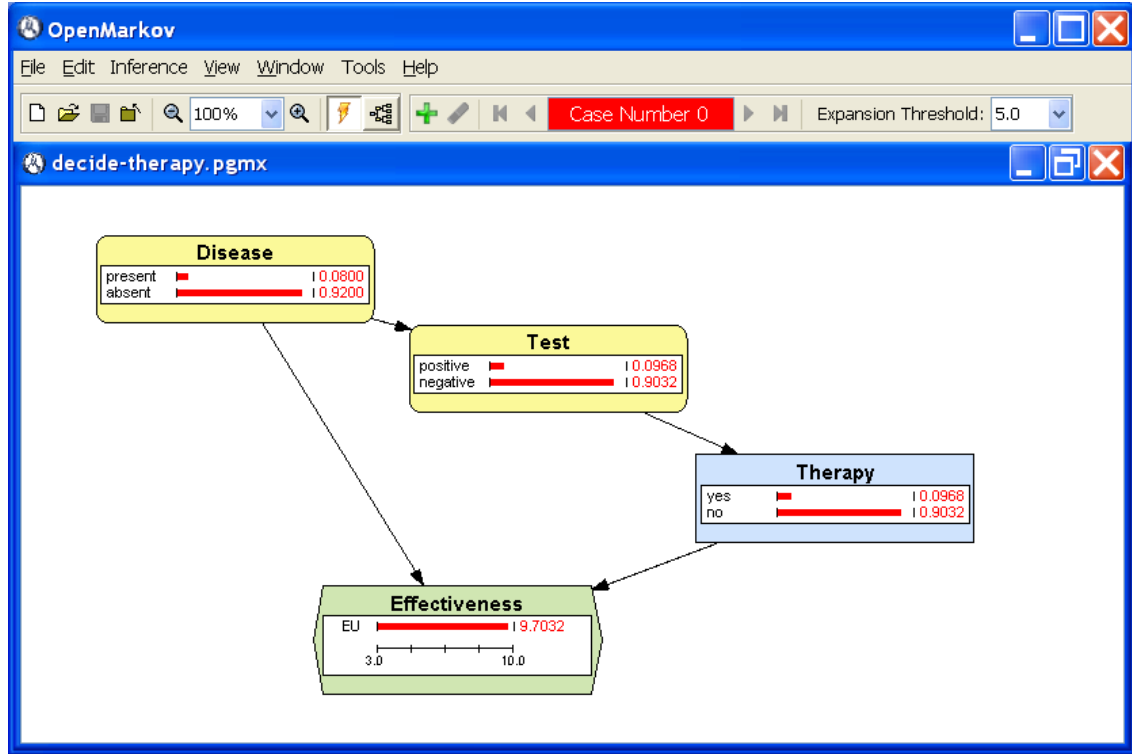 OpenMarkov
File Edit Inference View Window Tools Help
100% Case Number 0 Expansion Threshold: 5.0
decide-therapy.pgmx
Disease
present 0.0800
absent 0.9200
Test
positive 0.0968
negative 0.9032
Therapy
yes 0.0968
no 0.9032
Effectiveness
EU 9.7032
3.0 10.0